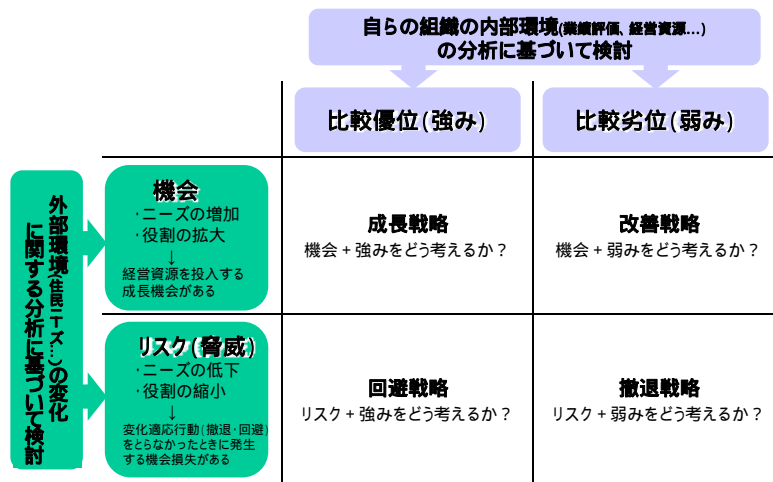 自らの組織の内部環境(業績評価、経営資源…)
の分析に基づいて検討
比較優位(強み)
比較劣位(弱み)
外部環境(住民ニーズ…)の変化
に関する分析に基づいて検討
機会
・ニーズの増加
・役割の拡大
↓
経営資源を投入する
成長機会がある
成長戦略
機会+強みをどう考えるか?
改善戦略
機会+弱みをどう考えるか?
リスク(脅威)
・ニーズの低下
・役割の縮小
↓
変化適応行動(撤退・回避)
をとらなかったときに発生
する機会損失がある
回避戦略
リスク+強みをどう考えるか?
撤退戦略
リスク+弱みをどう考えるか?